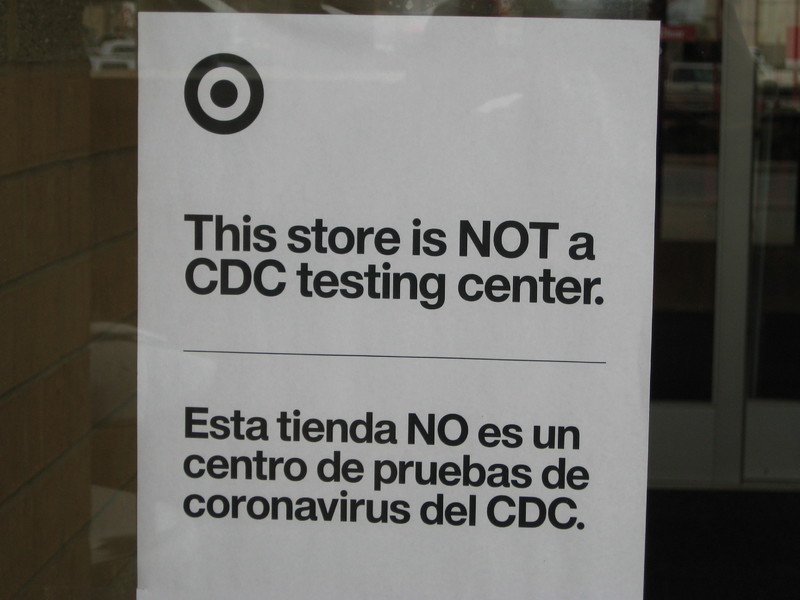 This store is NOT a
CDC testing center.
Esta tienda NO es un
centro de pruebas de
coronavirus del CDC.